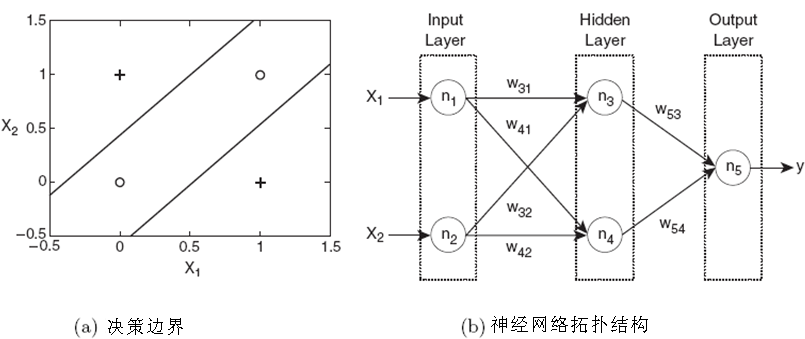 1.5
1
X2
0.5
0
−0.5
−0.5
0
0.5
1
1.5
X1
(a) 决策边界
Input
Layer
Hidden
Layer
Output
Layer
X1
n1
w31
n3
w41
w53
n5
y
w32
w54
X2
n2
w42
n4
(b) 神经网络拓扑结构